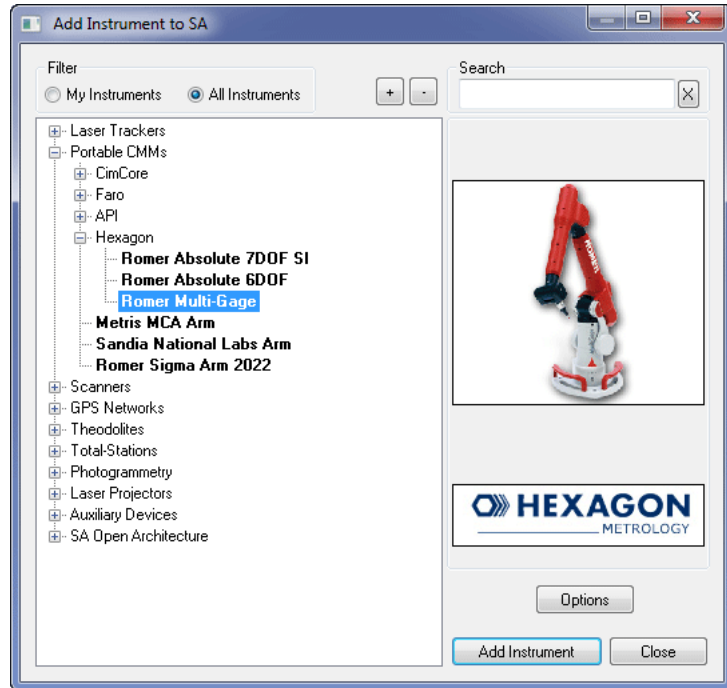 Add Instrument to SA
Filter
My Instruments
All Instruments
+
-
Search
X
Laser Trackers
Portable CMMs
CimCore
Faro
API
Hexagon
Romer Absolute 7DOF SI
Romer Absolute 6DOF
Romer Multi-Gage
Metris MCA Arm
Sandia National Labs Arm
Romer Sigma Arm 2022
Scanners
GPS Networks
Theodolites
Total-Stations
Photogrammetry
Laser Projectors
Auxiliary Devices
SA Open Architecture
ROMER
HEXAGON
METROLOGY
Options
Add Instrument
Close